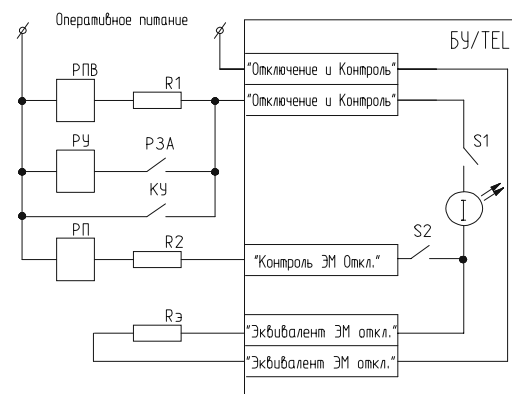 Оперативное питание
БУ/TEL
РПВ
R1
"Отключение и Контроль"
"Отключение и Контроль"
S1
РУ
РЗА
КУ
РП
R2
S2
"Контроль ЭМ Откл."
I
Rэ
"Эквивалент ЭМ откл."
"Эквивалент ЭМ откл."